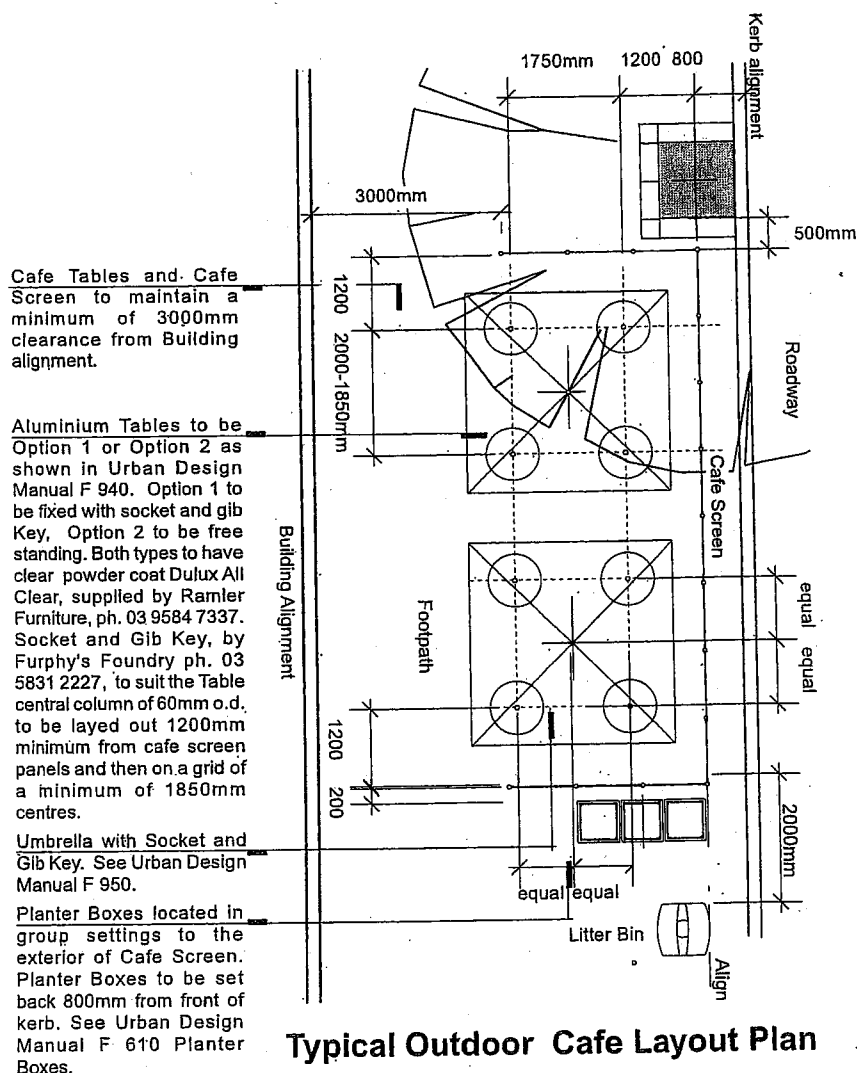 1750mm
1200
800
Kerb alignment
3000mm
500mm
Cafe Tables and Cafe
Screen to maintain a
minimum of 3000mm
clearance from Building
alignment.
1200
2000-1850mm
Roadway
Cafe Screen
Aluminium Tables to be
Option 1 or Option 2 as
shown in Urban Design
Manual F 940. Option 1 to
be fixed with socket and gib
Key, Option 2 to be free
standing. Both types to have
clear powder coat Dulux All
Clear, supplied by Ramler
Furniture, ph. 03 9584 7337.
Socket and Gib Key, by
Furphy's Foundry ph. 03
5831 2227, to suit the Table
central column of 60mm o.d.
to be layed out 1200mm
minimum from cafe screen
panels and then on a grid of
a minimum of 1850mm
centres.
Building Alignment
Footpath
equal
equal
1200
200
2000mm
Umbrella with Socket and
Gib Key. See Urban Design
Manual F 950.
equal
equal
Planter Boxes located in
group settings to the
exterior of Cafe Screen.
Planter Boxes to be set
back 800mm from front of
kerb. See Urban Design
Manual F 610 Planter
Boxes.
Litter Bin
Align
Typical Outdoor Cafe Layout Plan